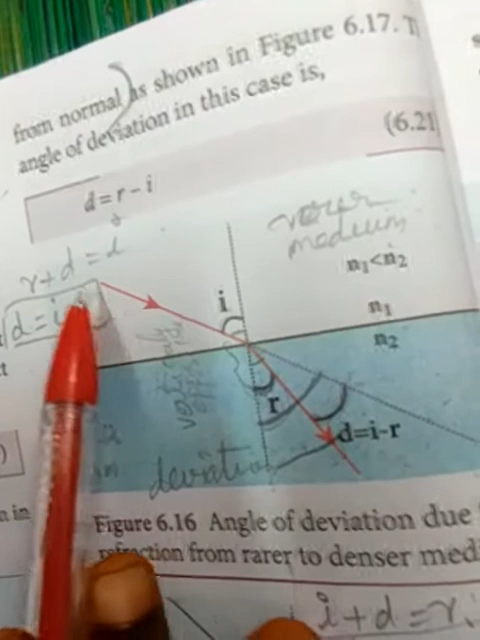 from normal as shown in Figure 6.17. T
angle of deviation in this case is,
(6.21
d = r - i
rarer
medium
r + d = i
n₁<n₂
d = i
i
n₁
n₂
r
d=i-r
deviation
Figure 6.16 Angle of deviation due
refraction from rarer to denser med
i + d = r